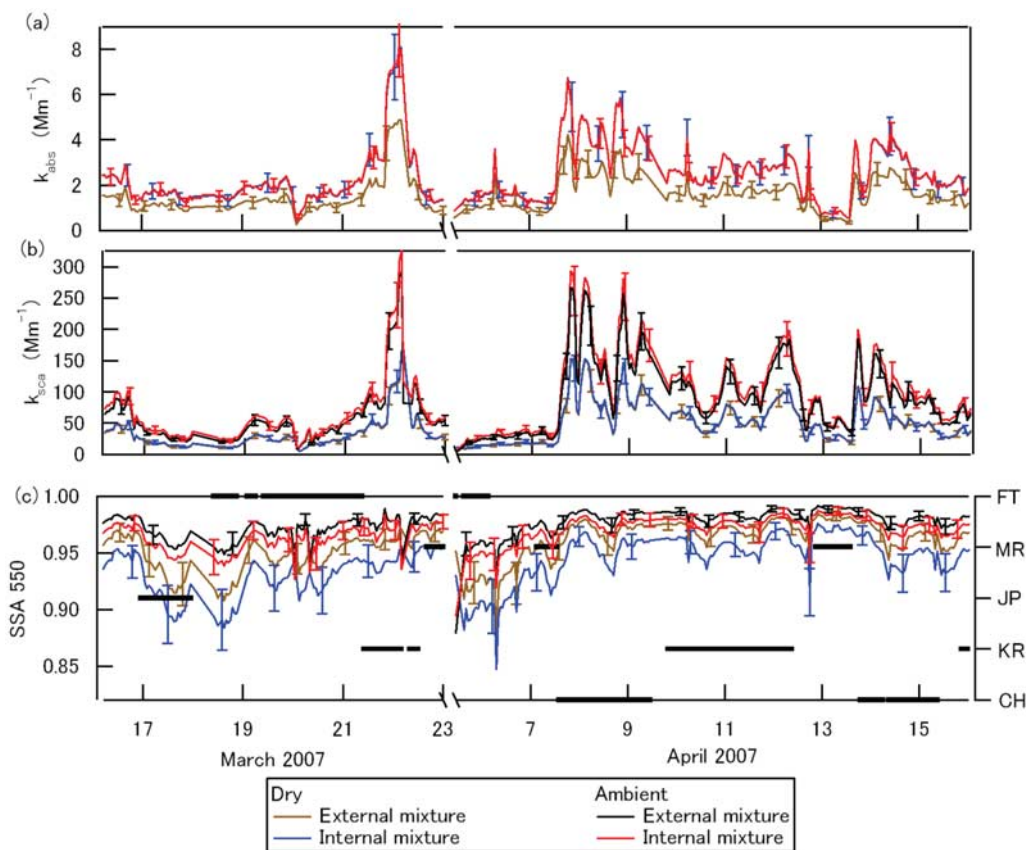 (a)
8
6
4
2
0
k_abs (Mm⁻¹)
(b)
300
250
200
150
100
50
0
k_sca (Mm⁻¹)
(c)
1.00
0.95
0.90
0.85
SSA 550
FT
MR
JP
KR
CH
17 19 21 23 7 9 11 13 15
March 2007 April 2007
Dry Ambient
External mixture External mixture
Internal mixture Internal mixture